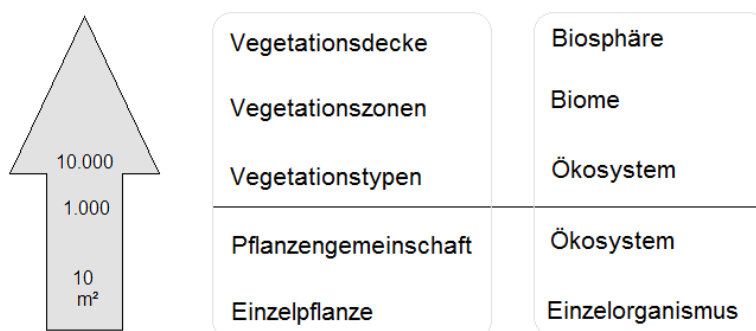 10.000
1.000
10
m²
Vegetationsdecke
Vegetationszonen
Vegetationstypen
Pflanzengemeinschaft
Einzelpflanze
Biosphäre
Biome
Ökosystem
Ökosystem
Einzelorganismus